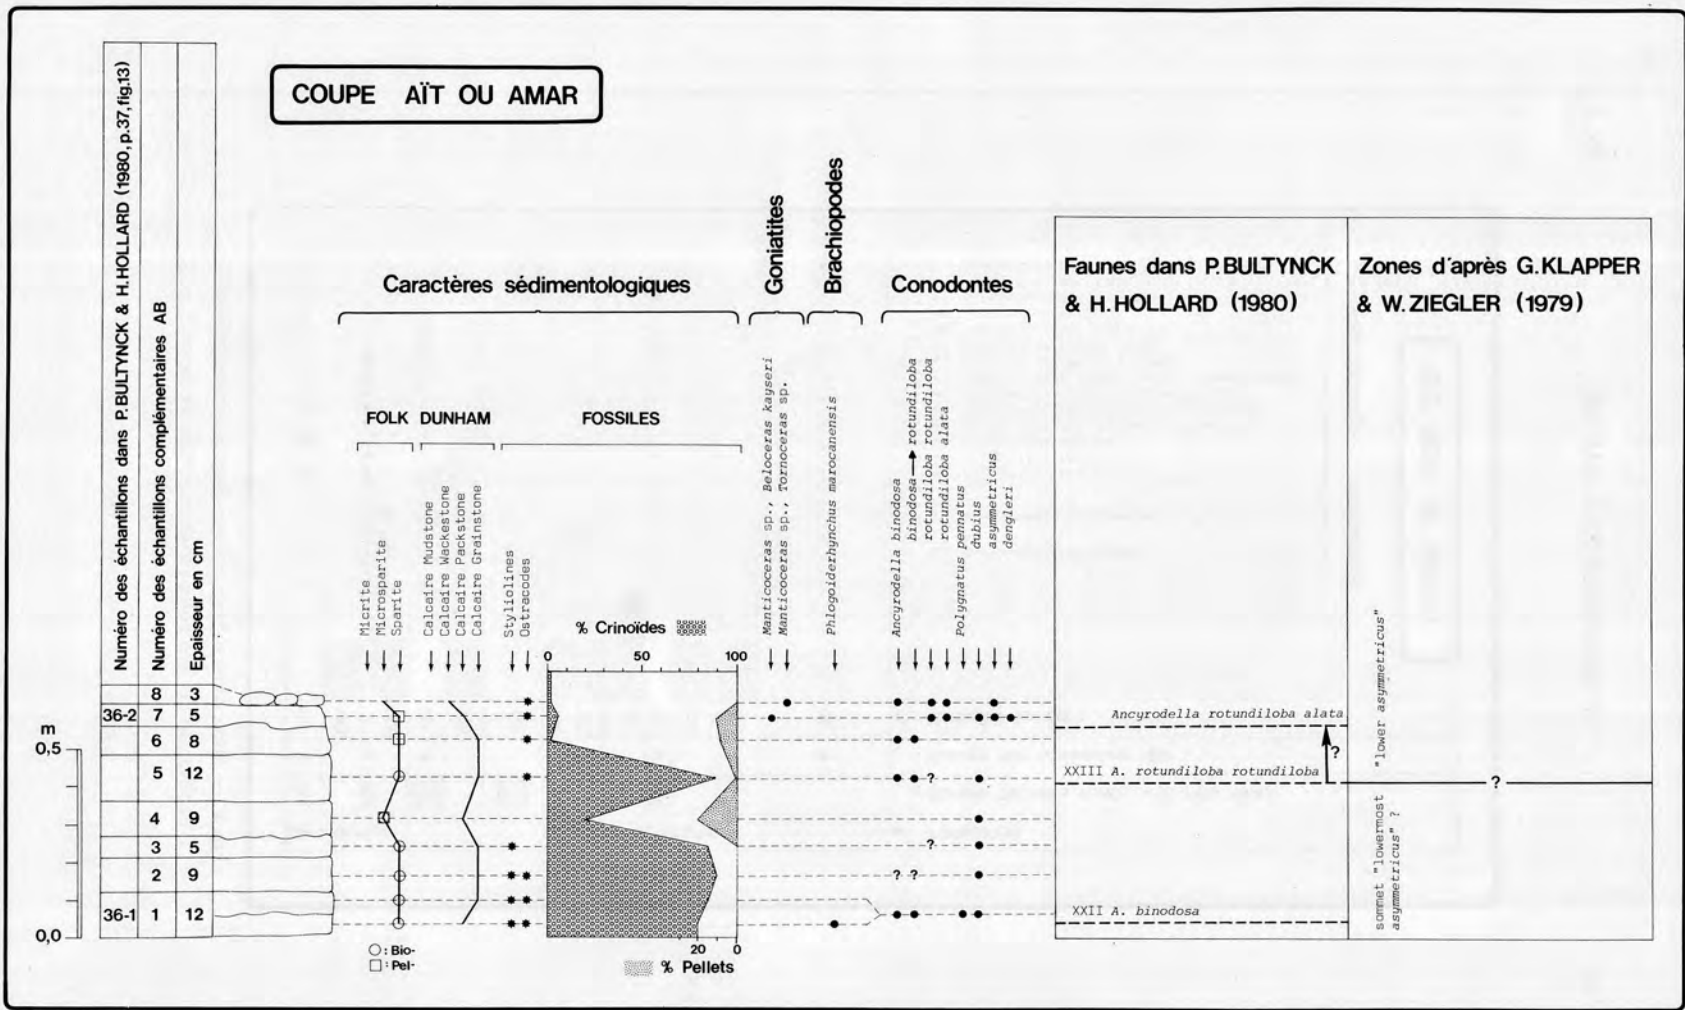 COUPE AÏT OU AMAR
Numéro des échantillons dans P.BULTYNCK & H.HOLLARD (1980, p.37, fig.13)
Numéro des échantillons complémentaires AB
Epaisseur en cm
Caractères sédimentologiques
Goniatites
Brachiopodes
Conodontes
Faunes dans P.BULTYNCK
& H.HOLLARD (1980)
Zones d'après G.KLAPPER
& W.ZIEGLER (1979)
FOLK
DUNHAM
FOSSILES
Micrite
Microsparite
Sparite
Calcaire Mudstone
Calcaire Wackestone
Calcaire Packstone
Calcaire Grainstone
Styliolines
Ostracodes
% Crinoïdes
0 50 100
Manticoceras sp., Beloceras kayseri
Manticoceras sp., Tornoceras sp.
Phlogoiderhynchus marocanensis
Ancyrodella binodosa
binodosa → rotundiloba
rotundiloba rotundiloba
rotundiloba alata
Polygnatus pennatus
dubius
asymmetricus
dengleri
8 3
36-2 7 5
6 8
5 12
4 9
3 5
2 9
36-1 1 12
m
0,5
0,0
?
?
? ?
Ancyrodella rotundiloba alata
?
XXIII A. rotundiloba rotundiloba
?
XXII A. binodosa
"lower asymmetricus"
sommet "lowermost
asymmetricus" ?
○ : Bio-
□ : Pel-
20 0
% Pellets